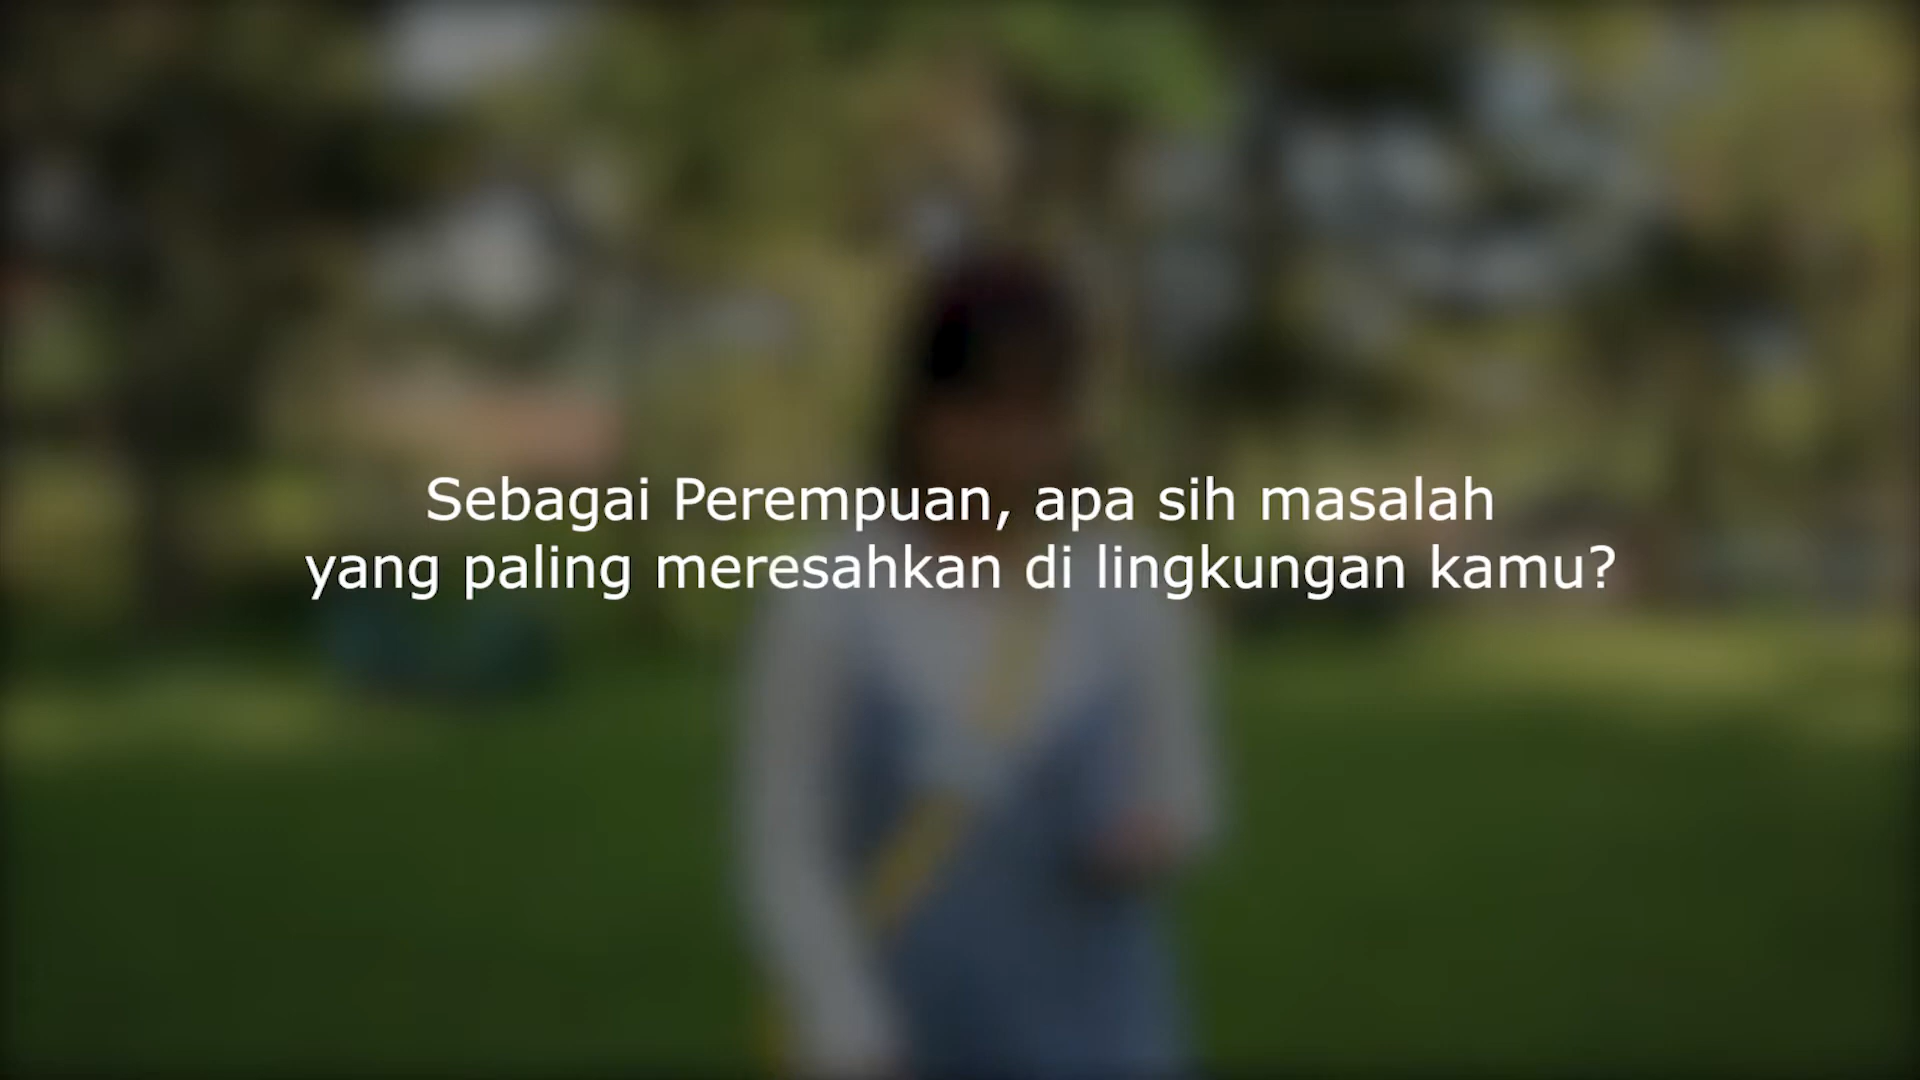 Sebagai Perempuan, apa sih masalah
yang paling meresahkan di lingkungan kamu?